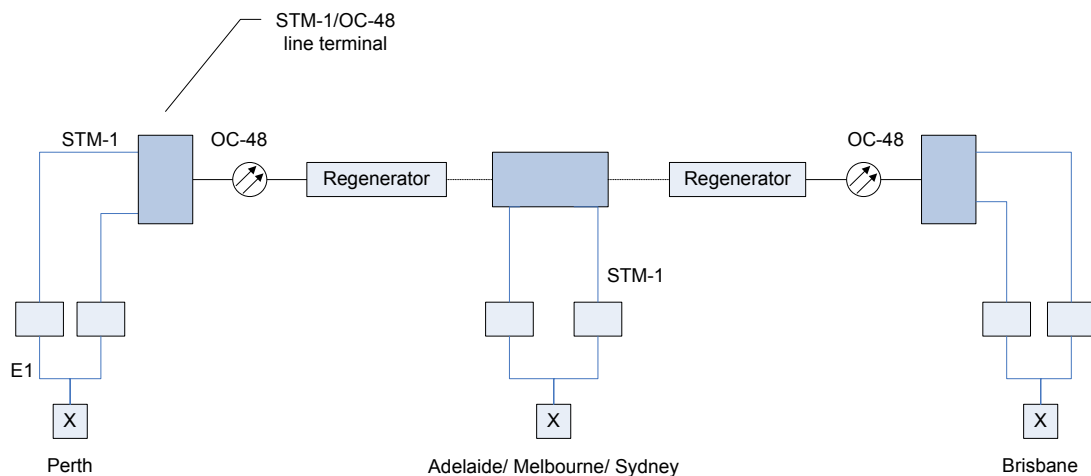 STM-1/OC-48
line terminal
STM-1
OC-48
OC-48
Regenerator
Regenerator
STM-1
E1
X
X
X
Perth
Adelaide/ Melbourne/ Sydney
Brisbane